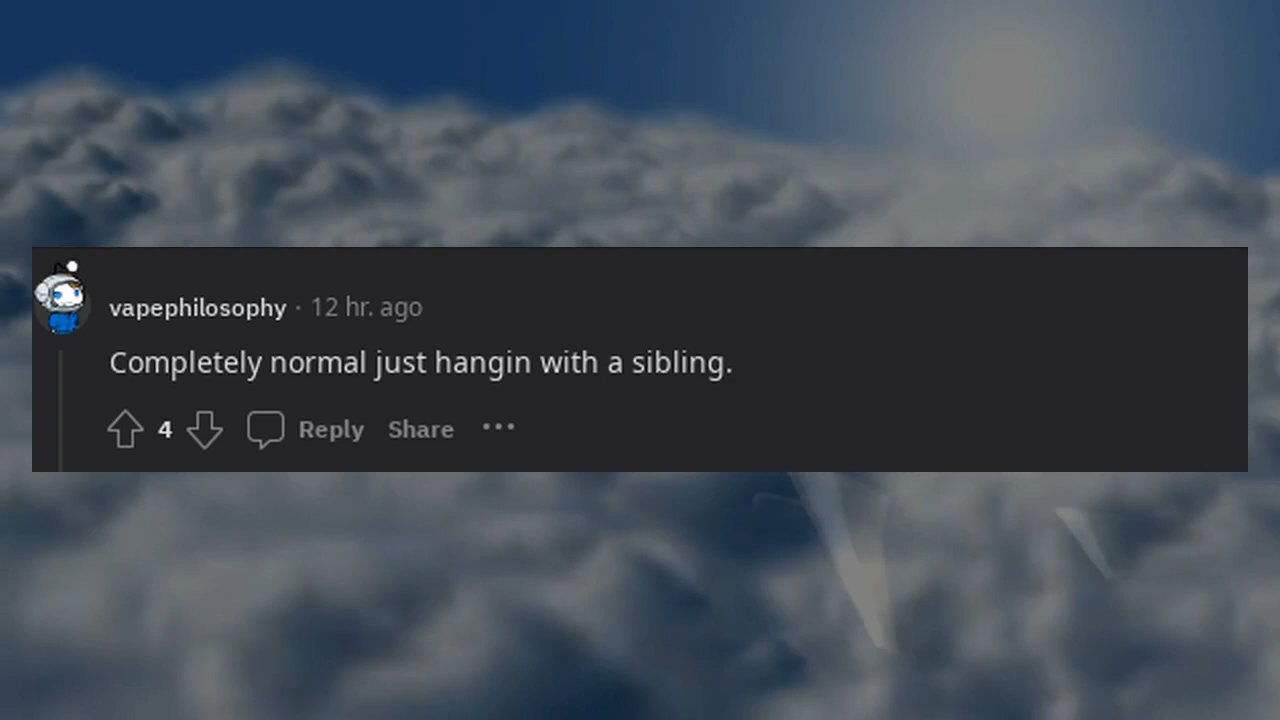 vapephilosophy · 12 hr. ago
Completely normal just hangin with a sibling.
4 Reply Share ···